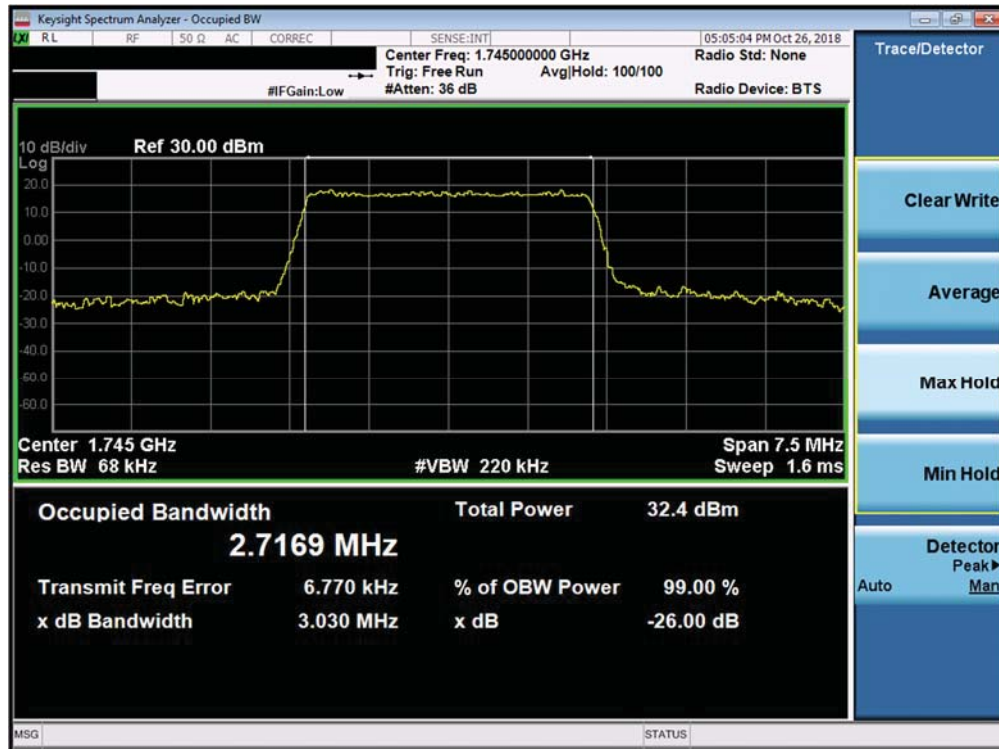 Keysight Spectrum Analyzer - Occupied BW
LXI RL RF 50 Ω AC CORREC SENSE:INT 05:05:04 PM Oct 26, 2018
Center Freq: 1.745000000 GHz Radio Std: None
Trig: Free Run Avg|Hold: 100/100
#IFGain:Low #Atten: 36 dB Radio Device: BTS
10 dB/div Ref 30.00 dBm
Log
20.0
10.0
0.00
-10.0
-20.0
-30.0
-40.0
-50.0
-60.0
Center 1.745 GHz Span 7.5 MHz
Res BW 68 kHz #VBW 220 kHz Sweep 1.6 ms
Occupied Bandwidth Total Power 32.4 dBm
2.7169 MHz
Transmit Freq Error 6.770 kHz % of OBW Power 99.00 %
x dB Bandwidth 3.030 MHz x dB -26.00 dB
MSG STATUS
Trace/Detector
Clear Write
Average
Max Hold
Min Hold
Detector
Peak▶
Auto Man